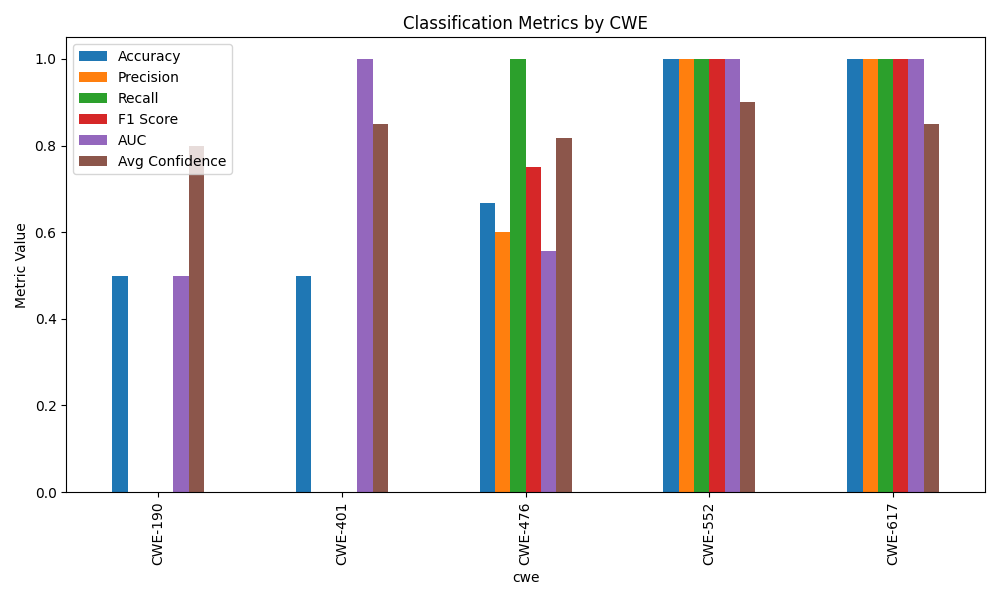 Classification Metrics by CWE
Accuracy
Precision
Recall
F1 Score
AUC
Avg Confidence
Metric Value
1.0
0.8
0.6
0.4
0.2
0.0
CWE-190
CWE-401
CWE-476
CWE-552
CWE-617
cwe